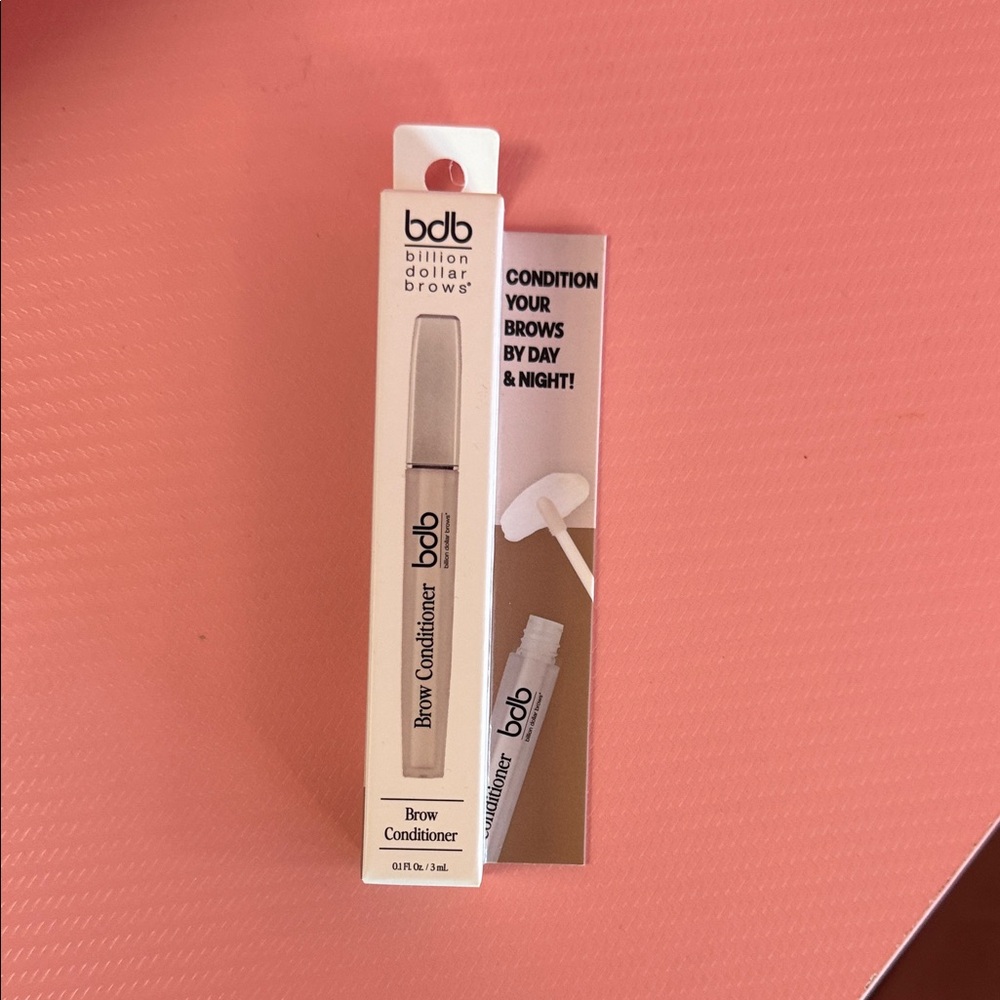 bdb
billion
dollar
brows®
bdb
billion dollar brows®
Brow Conditioner
Brow
Conditioner
0.1 Fl. Oz. / 3 mL
CONDITION
YOUR
BROWS
BY DAY
& NIGHT!
bdb
billion dollar brows®
Conditioner